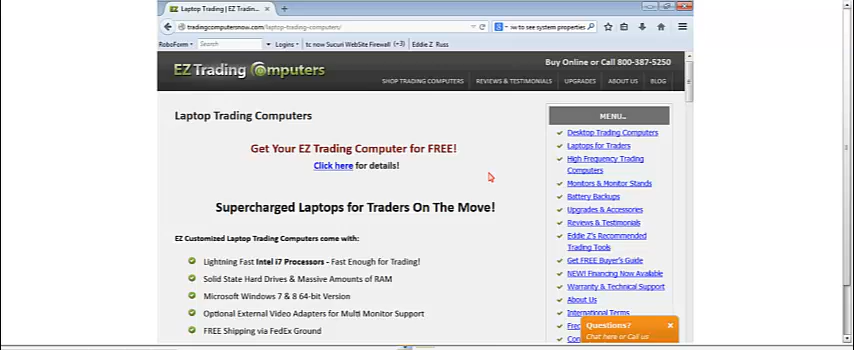 Laptop Trading | EZ Tradin...
tradingcomputersnow.com/laptop-trading-computers/
w to see system properties
RoboForm Search Logins tc now Sucuri WebSite Firewall (+3) Eddie Z Russ
EZ Trading Computers
Buy Online or Call 800-387-5250
SHOP TRADING COMPUTERS REVIEWS & TESTIMONIALS UPGRADES ABOUT US BLOG
Laptop Trading Computers
Get Your EZ Trading Computer for FREE!
Click here for details!
Supercharged Laptops for Traders On The Move!
EZ Customized Laptop Trading Computers come with:
Lightning Fast Intel i7 Processors - Fast Enough for Trading!
Solid State Hard Drives & Massive Amounts of RAM
Microsoft Windows 7 & 8 64-bit Version
Optional External Video Adapters for Multi Monitor Support
FREE Shipping via FedEx Ground
MENU..
Desktop Trading Computers
Laptops for Traders
High Frequency Trading
Computers
Monitors & Monitor Stands
Battery Backups
Upgrades & Accessories
Reviews & Testimonials
Eddie Z's Recommended
Trading Tools
Get FREE Buyer's Guide
NEW! Financing Now Available
Warranty & Technical Support
About Us
International Terms
Questions?
Chat here or Call us